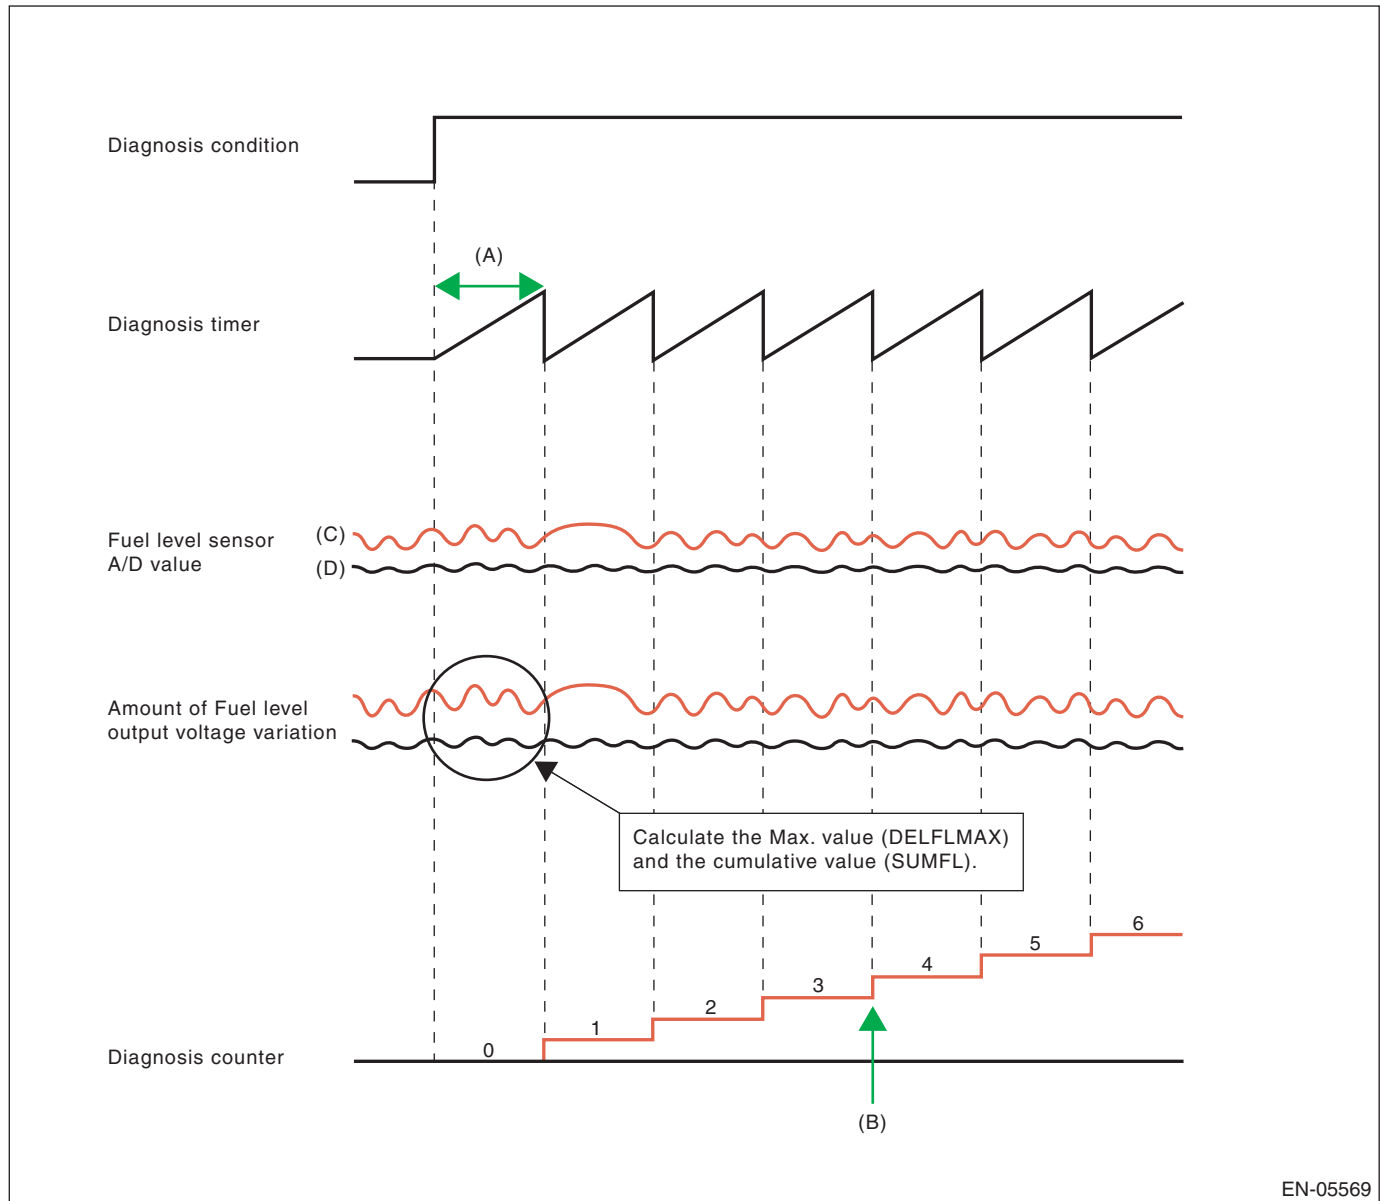 Diagnosis condition
(A)
Diagnosis timer
Fuel level sensor
A/D value
(C)
(D)
Amount of Fuel level
output voltage variation
Calculate the Max. value (DELFLMAX)
and the cumulative value (SUMFL).
6
5
4
3
2
1
0
Diagnosis counter
(B)
EN-05569